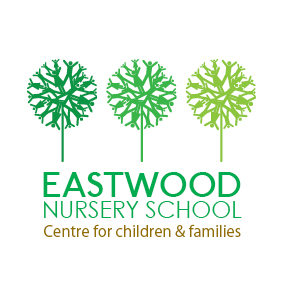 EASTWOOD
NURSERY SCHOOL
Centre for children & families